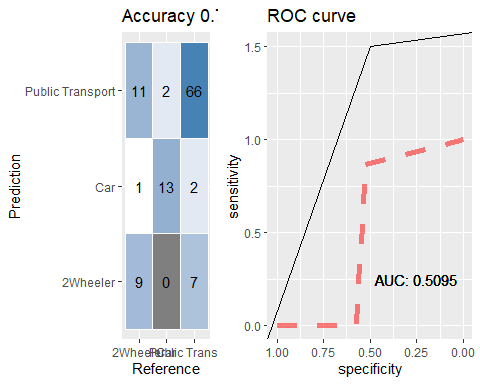 Accuracy 0.
Prediction
Public Transport
Car
2Wheeler
11 2 66
1 13 2
9 0 7
Public Trans
Reference
ROC curve
sensitivity
1.5
1.0
0.5
0.0
AUC: 0.5095
1.00 0.75 0.50 0.25 0.00
specificity